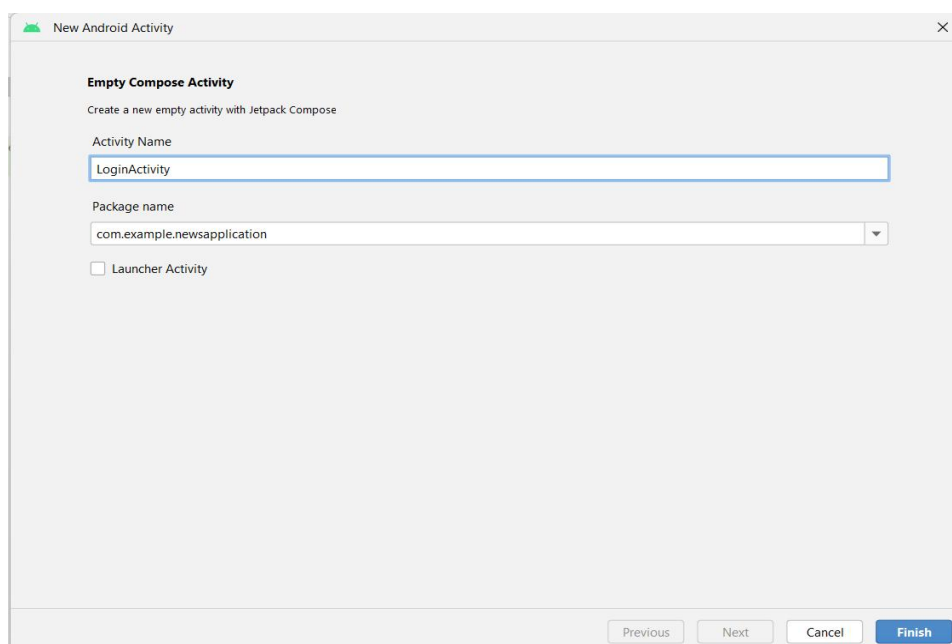 New Android Activity
Empty Compose Activity
Create a new empty activity with Jetpack Compose
Activity Name
LoginActivity
Package name
com.example.newsapplication
Launcher Activity
Previous Next Cancel Finish